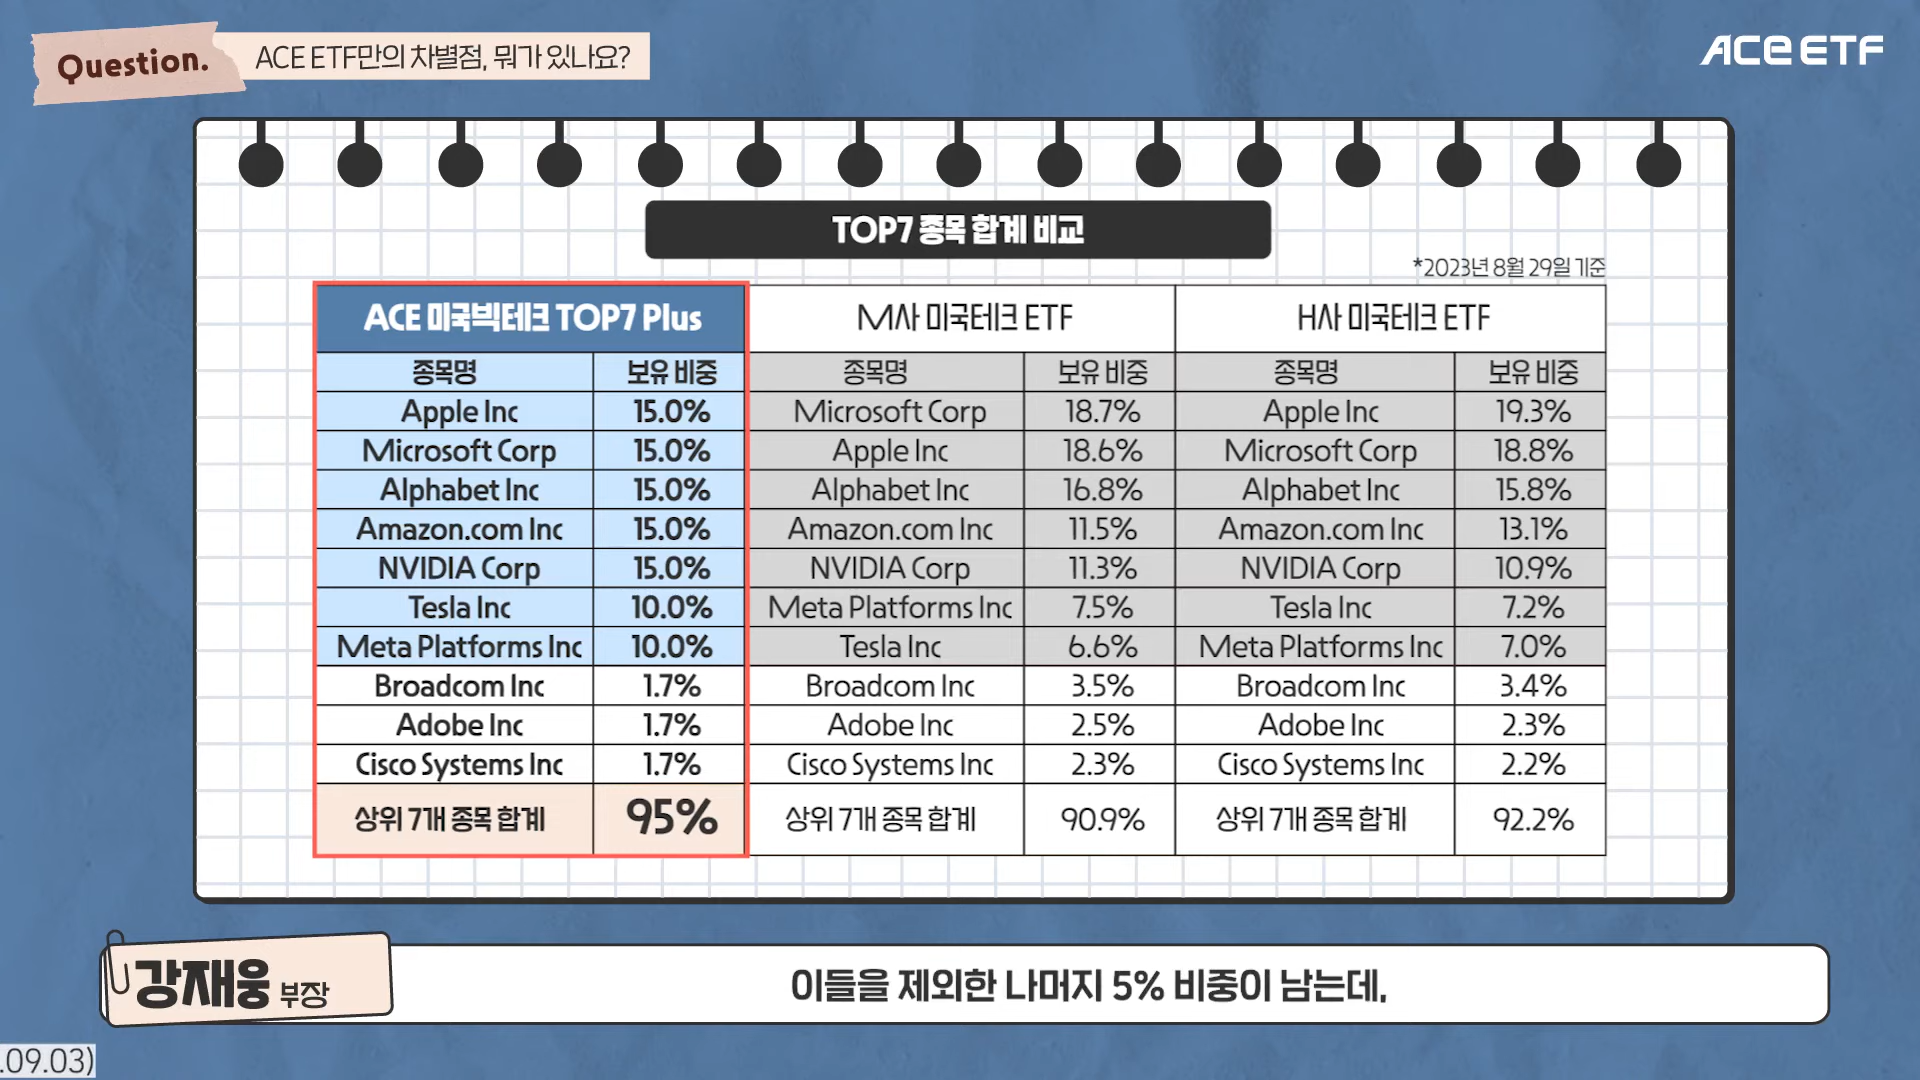 Question.
ACE ETF만의 차별점, 뭐가 있나요?
ACE ETF
TOP7 종목 합계 비교
*2023년 8월 29일 기준
ACE 미국빅테크 TOP7 Plus M사 미국테크 ETF H사 미국테크 ETF
종목명 보유 비중 종목명 보유 비중 종목명 보유 비중
Apple Inc 15.0% Microsoft Corp 18.7% Apple Inc 19.3%
Microsoft Corp 15.0% Apple Inc 18.6% Microsoft Corp 18.8%
Alphabet Inc 15.0% Alphabet Inc 16.8% Alphabet Inc 15.8%
Amazon.com Inc 15.0% Amazon.com Inc 11.5% Amazon.com Inc 13.1%
NVIDIA Corp 15.0% NVIDIA Corp 11.3% NVIDIA Corp 10.9%
Tesla Inc 10.0% Meta Platforms Inc 7.5% Tesla Inc 7.2%
Meta Platforms Inc 10.0% Tesla Inc 6.6% Meta Platforms Inc 7.0%
Broadcom Inc 1.7% Broadcom Inc 3.5% Broadcom Inc 3.4%
Adobe Inc 1.7% Adobe Inc 2.5% Adobe Inc 2.3%
Cisco Systems Inc 1.7% Cisco Systems Inc 2.3% Cisco Systems Inc 2.2%
상위 7개 종목 합계 95% 상위 7개 종목 합계 90.9% 상위 7개 종목 합계 92.2%
강재웅 부장
이들을 제외한 나머지 5% 비중이 남는데,
.09.03)